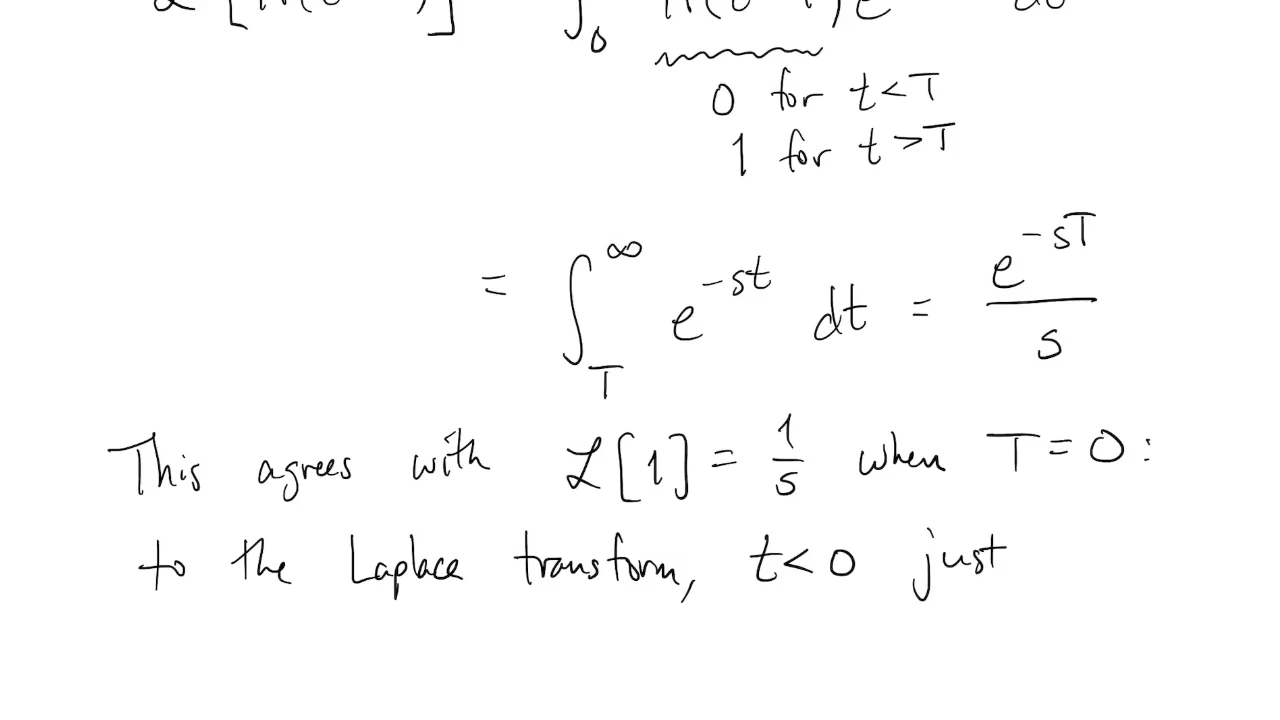 0 for t<T
1 for t>T
= ∫_T^∞ e^{-st} dt = e^{-sT}/s
This agrees with ℒ[1] = 1/s when T=0:
to the Laplace transform, t<0 just